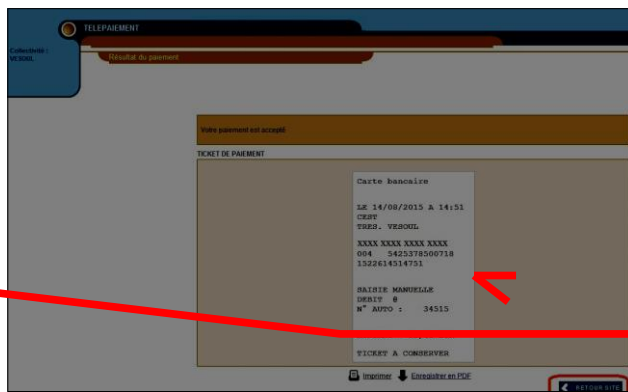 TELEPAIEMENT
Collectivité :
VESOUL
Résultat du paiement
Votre paiement est accepté
TICKET DE PAIEMENT
Carte bancaire
LE 14/08/2015 A 14:51
CEST
TRES. VESOUL
XXXX XXXX XXXX XXXX
004 5425378500718
1522614514751
SAISIE MANUELLE
DEBIT @
N° AUTO : 34515
TICKET A CONSERVER
Imprimer Enregistrer en PDF
RETOUR SITE